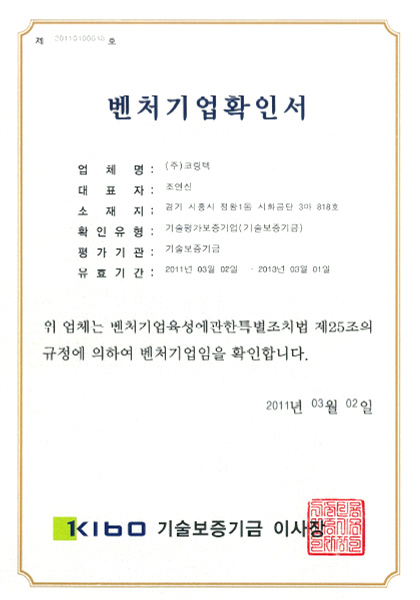 제 20110100610 호
벤처기업확인서
업 체 명 : (주)코링텍
대 표 자 : 조연신
소 재 지 : 경기 시흥시 정왕1동 시화공단 3마 818호
확 인 유 형 : 기술평가보증기업(기술보증기금)
평 가 기 관 : 기술보증기금
유 효 기 간 : 2011년 03월 02일 - 2013년 03월 01일
위 업체는 벤처기업육성에관한특별조치법 제25조의
규정에 의하여 벤처기업임을 확인합니다.
2011년 03월 02일
KIBO 기술보증기금 이사장